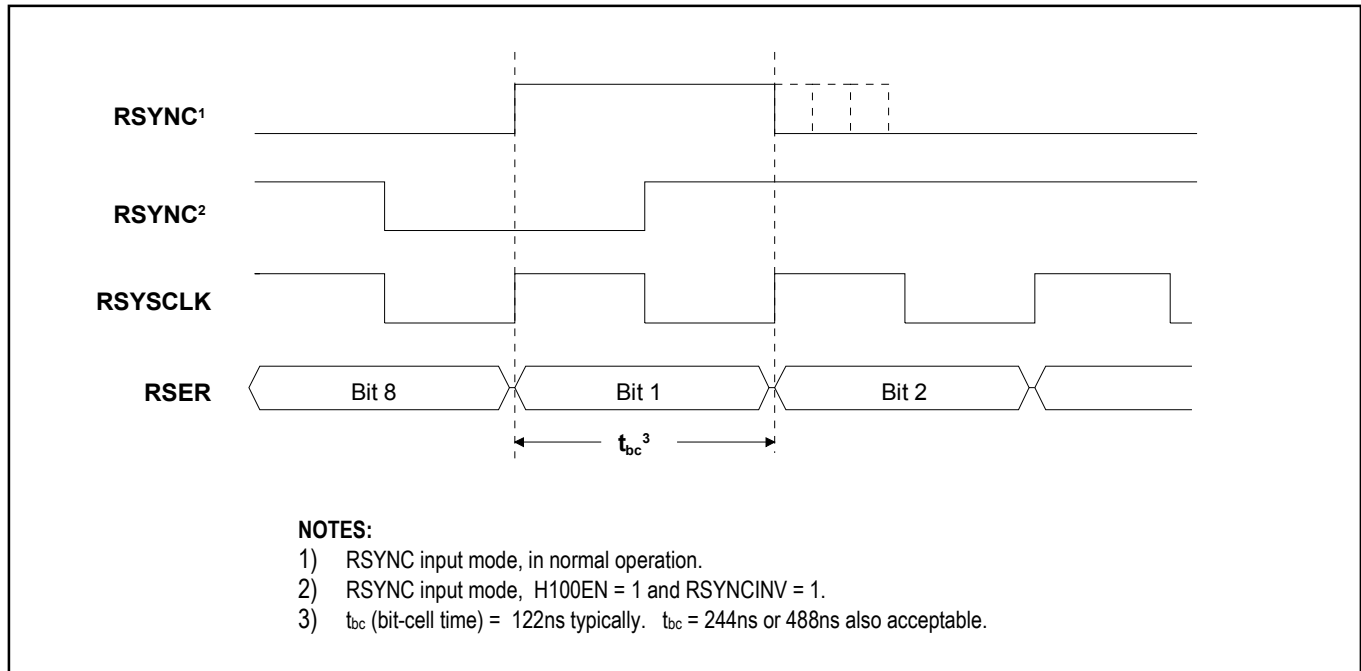 RSYNC¹
RSYNC²
RSYSCLK
RSER
Bit 8
Bit 1
Bit 2
tbc³
NOTES:
1) RSYNC input mode, in normal operation.
2) RSYNC input mode, H100EN = 1 and RSYNCINV = 1.
3) tbc (bit-cell time) = 122ns typically. tbc = 244ns or 488ns also acceptable.